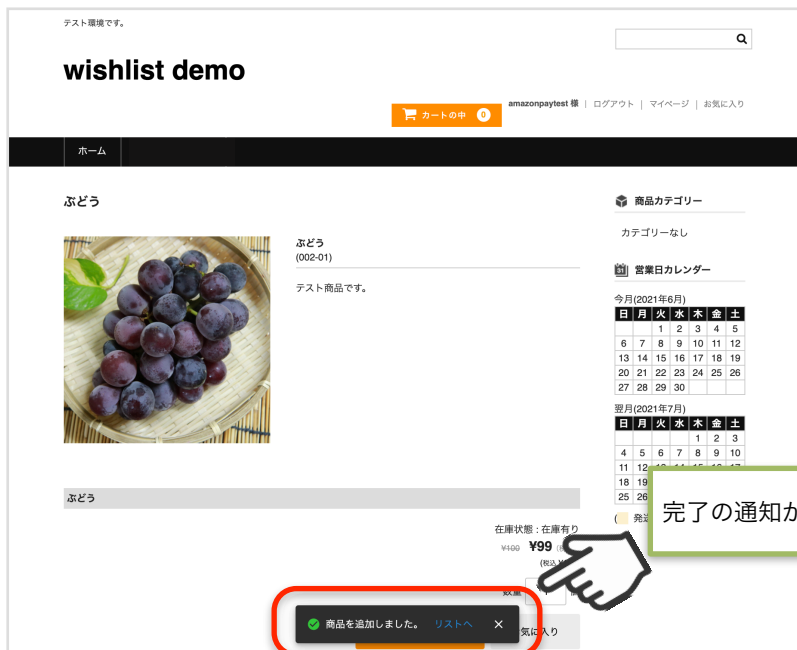 テスト環境です。
wishlist demo
カートの中 0
amazonpaytest 様 | ログアウト | マイページ | お気に入り
ホーム
ぶどう
ぶどう
(002-01)
テスト商品です。
ぶどう
在庫状態 : 在庫有り
¥100 ¥99
(税込
数量
商品を追加しました。 リストへ ×
気に入り
商品カテゴリー
カテゴリーなし
31 営業日カレンダー
今月(2021年6月)
日 月 火 水 木 金 土
1 2 3 4 5
6 7 8 9 10 11 12
13 14 15 16 17 18 19
20 21 22 23 24 25 26
27 28 29 30
翌月(2021年7月)
日 月 火 水 木 金 土
1 2 3
4 5 6 7 8 9 10
11 12
18 19
25 26
完了の通知が